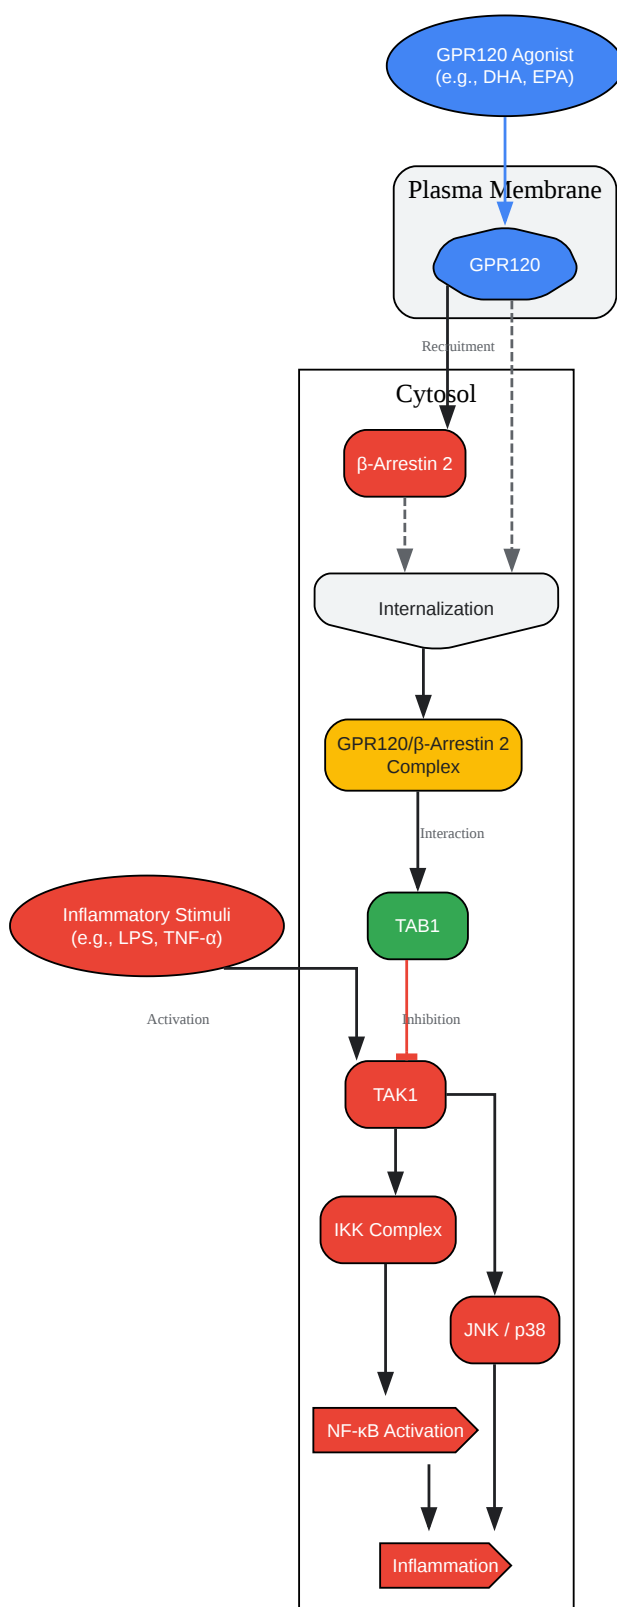 GPR120 Agonist
(e.g., DHA, EPA)
Plasma Membrane
GPR120
Recruitment
Cytosol
β-Arrestin 2
Internalization
GPR120/β-Arrestin 2
Complex
Interaction
Inflammatory Stimuli
(e.g., LPS, TNF-α)
TAB1
Activation
Inhibition
TAK1
IKK Complex
JNK / p38
NF-κB Activation
Inflammation